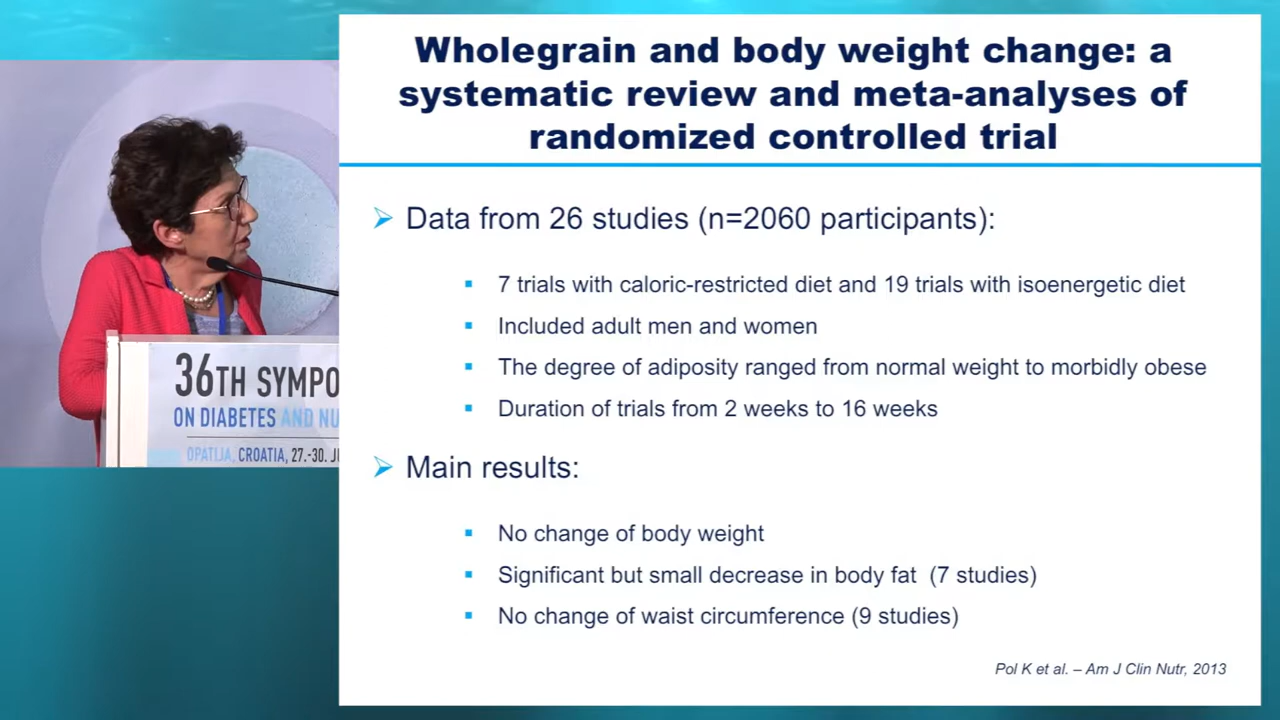 Wholegrain and body weight change: a
systematic review and meta-analyses of
randomized controlled trial
Data from 26 studies (n=2060 participants):
7 trials with caloric-restricted diet and 19 trials with isoenergetic diet
Included adult men and women
The degree of adiposity ranged from normal weight to morbidly obese
Duration of trials from 2 weeks to 16 weeks
Main results:
No change of body weight
Significant but small decrease in body fat (7 studies)
No change of waist circumference (9 studies)
Pol K et al. – Am J Clin Nutr, 2013
36TH SYMPO
ON DIABETES AND NU
OPATIJA, CROATIA, 27.-30. J